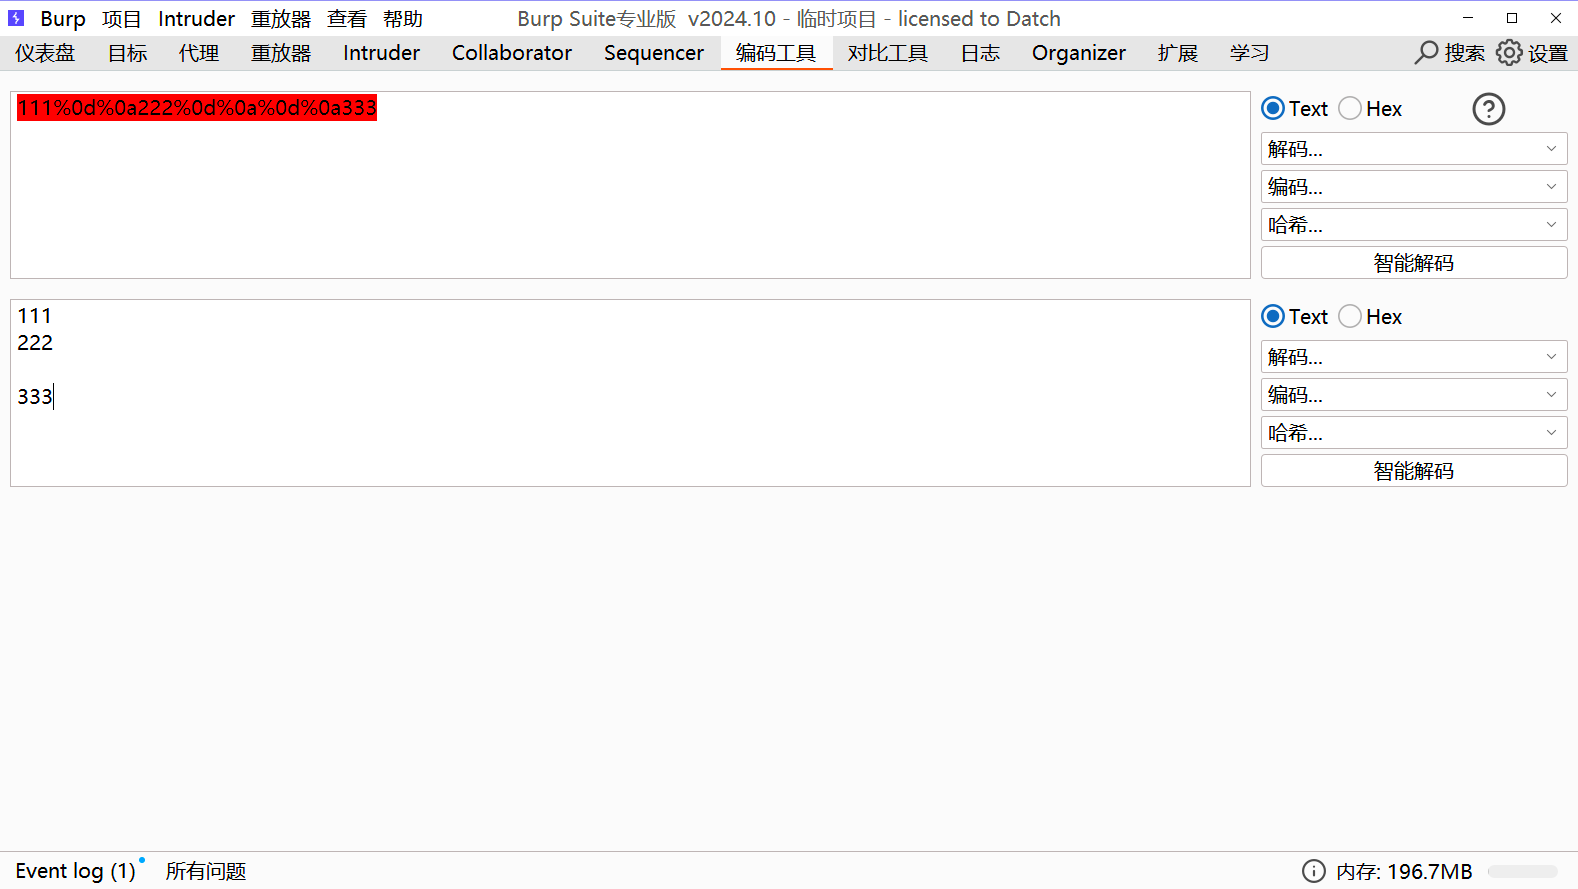 Burp 项目 Intruder 重放器 查看 帮助 Burp Suite专业版 v2024.10 - 临时项目 - licensed to Datch
仪表盘 目标 代理 重放器 Intruder Collaborator Sequencer 编码工具 对比工具 日志 Organizer 扩展 学习 搜索 设置
111%0d%0a222%0d%0a%0d%0a333
Text Hex
解码...
编码...
哈希...
智能解码
111
222
333
Text Hex
解码...
编码...
哈希...
智能解码
Event log (1) 所有问题 内存: 196.7MB